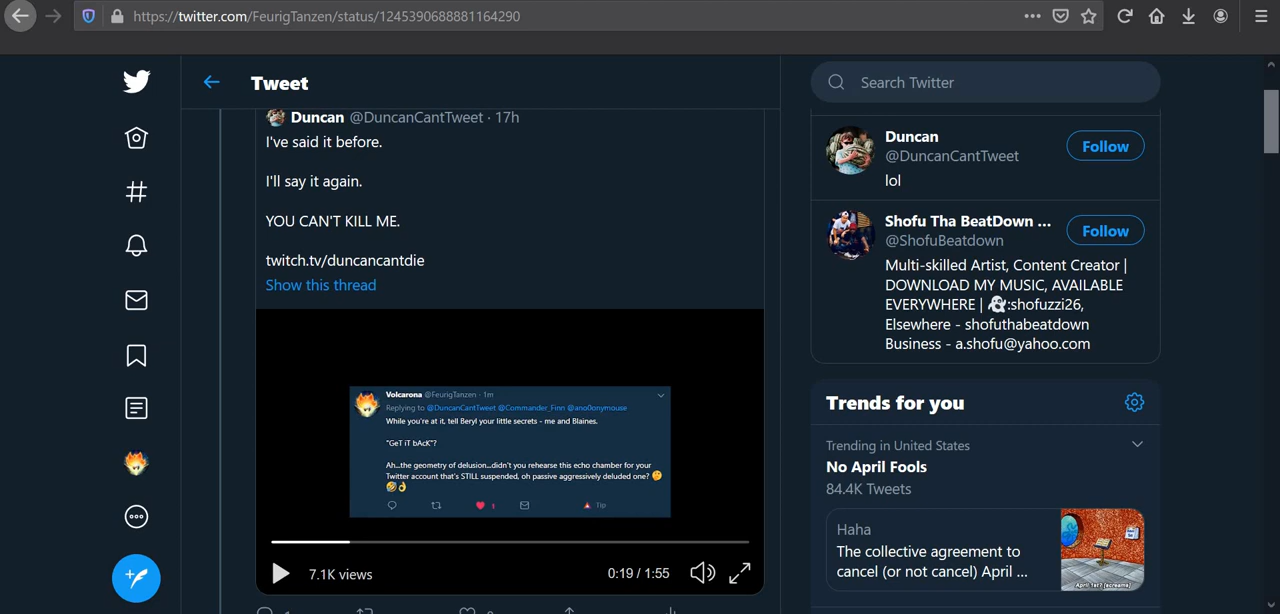 https://twitter.com/FeurigTanzen/status/1245390688881164290
Tweet
Duncan @DuncanCantTweet · 17h
I've said it before.
I'll say it again.
YOU CAN'T KILL ME.
twitch.tv/duncancantdie
Show this thread
Volcarona @FeurigTanzen · 1m
Replying to @DuncanCantTweet @Commander_Finn @ano0onymouse
While you're at it, tell Beryl your little secrets - me and Blaines.
"GeT iT bAcK"?
Ah...the geometry of delusion...didn't you rehearse this echo chamber for your
Twitter account that's STILL suspended, oh passive aggressively deluded one? 🤔
🤣👌
1
Tip
7.1K views
0:19 / 1:55
Search Twitter
Duncan
@DuncanCantTweet
Follow
lol
Shofu Tha BeatDown ...
@ShofuBeatdown
Follow
Multi-skilled Artist, Content Creator |
DOWNLOAD MY MUSIC, AVAILABLE
EVERYWHERE | 👻:shofuzzi26,
Elsewhere - shofuthabeatdown
Business - a.shofu@yahoo.com
Trends for you
Trending in United States
No April Fools
84.4K Tweets
Haha
The collective agreement to
cancel (or not cancel) April ...
April 1st? [screams]